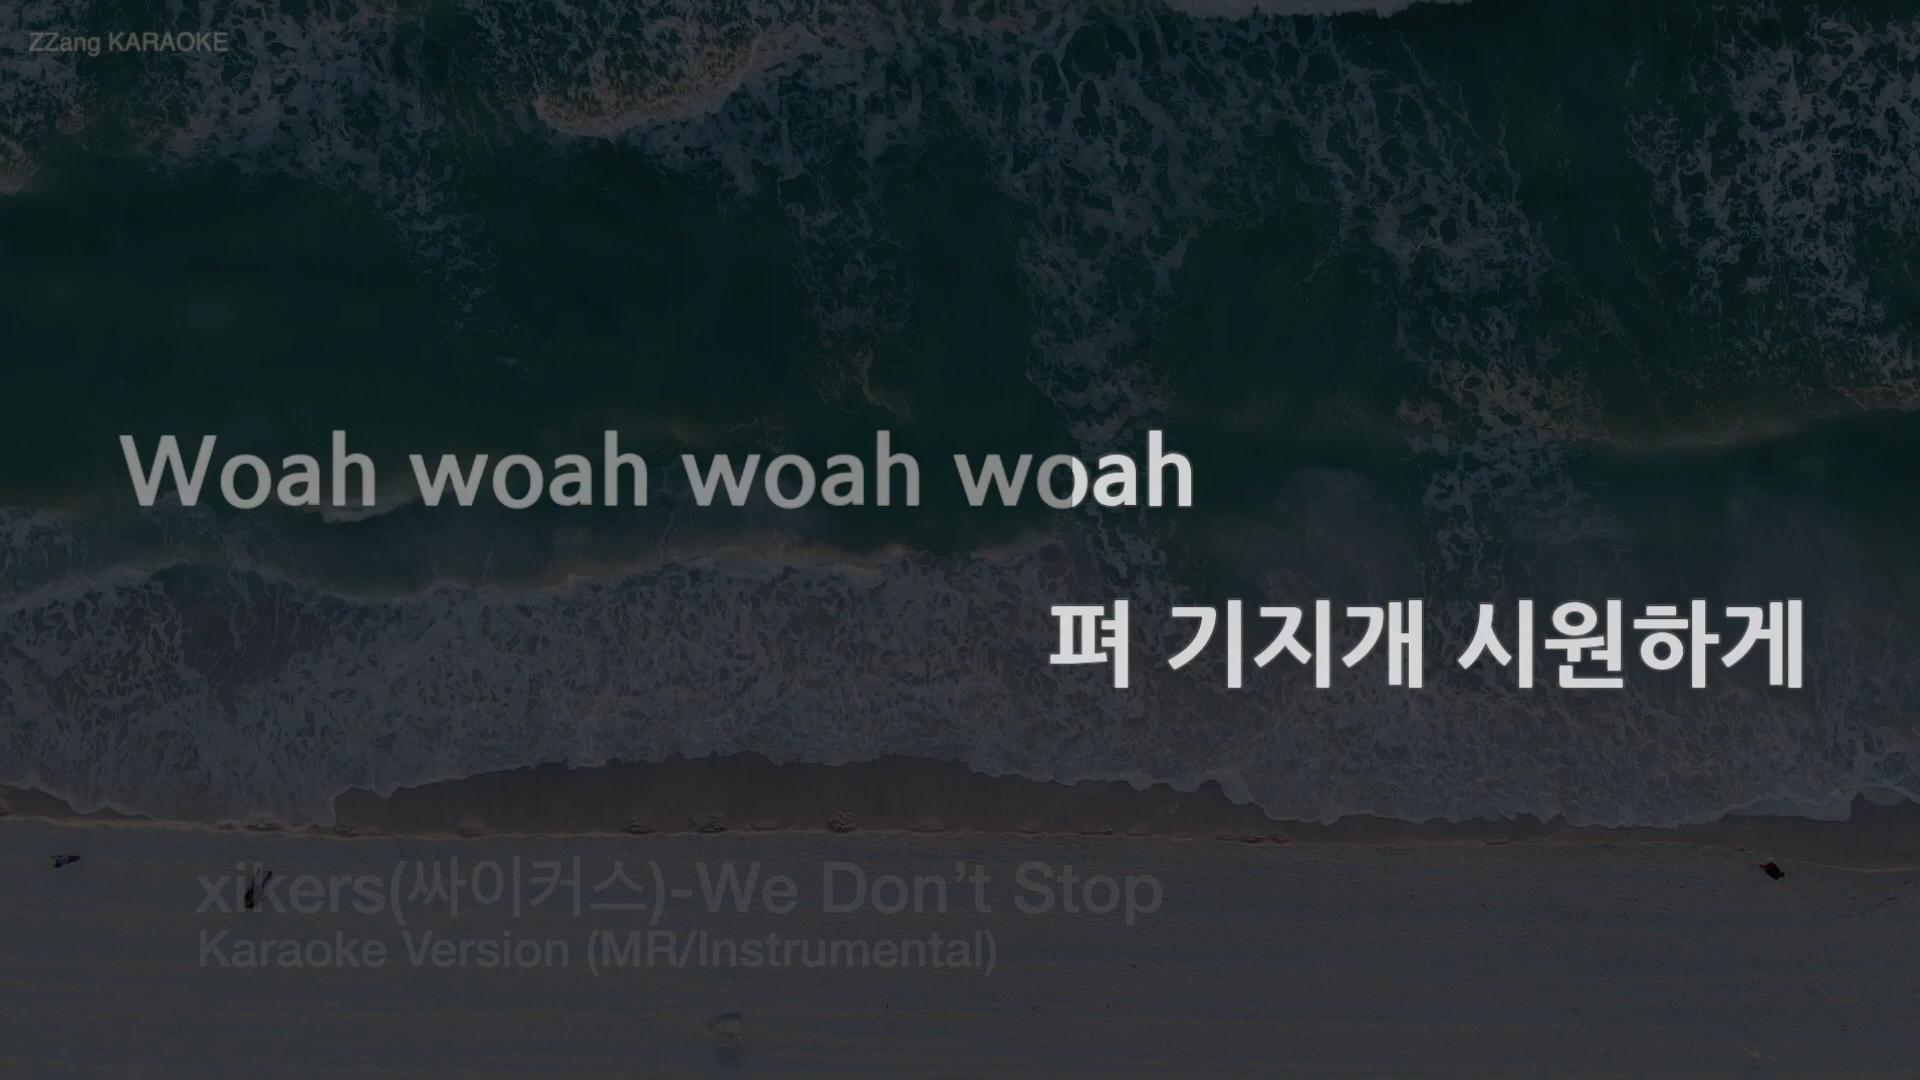 ZZang KARAOKE
Woah woah woah woah
펴 기지개 시원하게
xikers(싸이커스)-We Don’t Stop
Karaoke Version (MR/Instrumental)